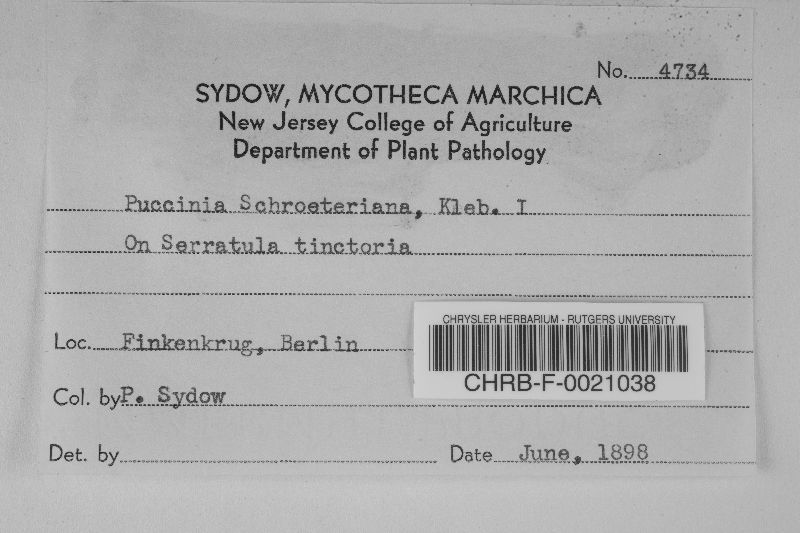 No. 4734
SYDOW, MYCOTHECA MARCHICA
New Jersey College of Agriculture
Department of Plant Pathology
Puccinia Schroeteriana, Kleb. I
On Serratula tinctoria
CHRYSLER HERBARIUM - RUTGERS UNIVERSITY
CHRB-F-0021038
Loc. Finkenkrug, Berlin
Col. by P. Sydow
Det. by
Date June, 1898